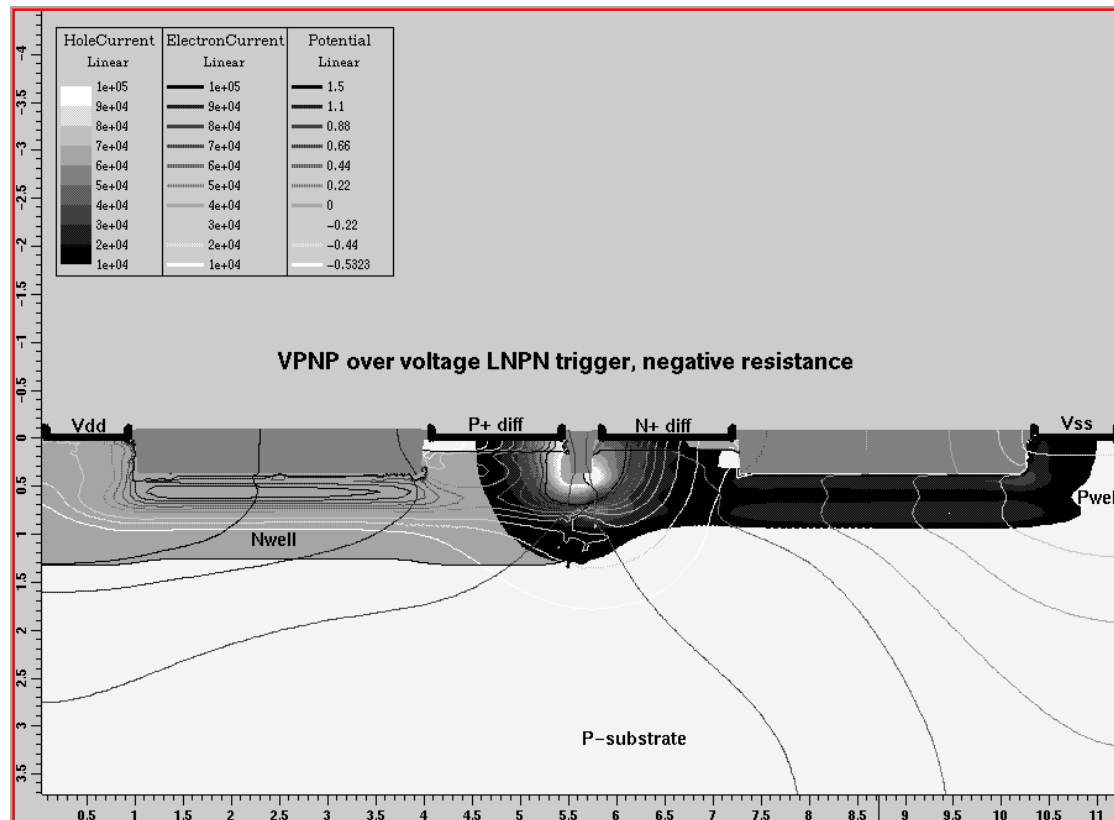 -4
-3.5
-3
-2.5
-2
-1.5
-1
-0.5
0
0.5
1
1.5
2
2.5
3
3.5
HoleCurrent ElectronCurrent Potential
Linear Linear Linear
1e+05 1e+05 1.5
9e+04 9e+04 1.1
8e+04 8e+04 0.88
7e+04 7e+04 0.66
6e+04 6e+04 0.44
5e+04 5e+04 0.22
4e+04 4e+04 0
3e+04 3e+04 -0.22
2e+04 2e+04 -0.44
1e+04 1e+04 -0.5323
VPNP over voltage LNPN trigger, negative resistance
Vdd P+ diff N+ diff Vss
Pwel
Nwell
P-substrate
0.5 1 1.5 2 2.5 3 3.5 4 4.5 5 5.5 6 6.5 7 7.5 8 8.5 9 9.5 10 10.5 11